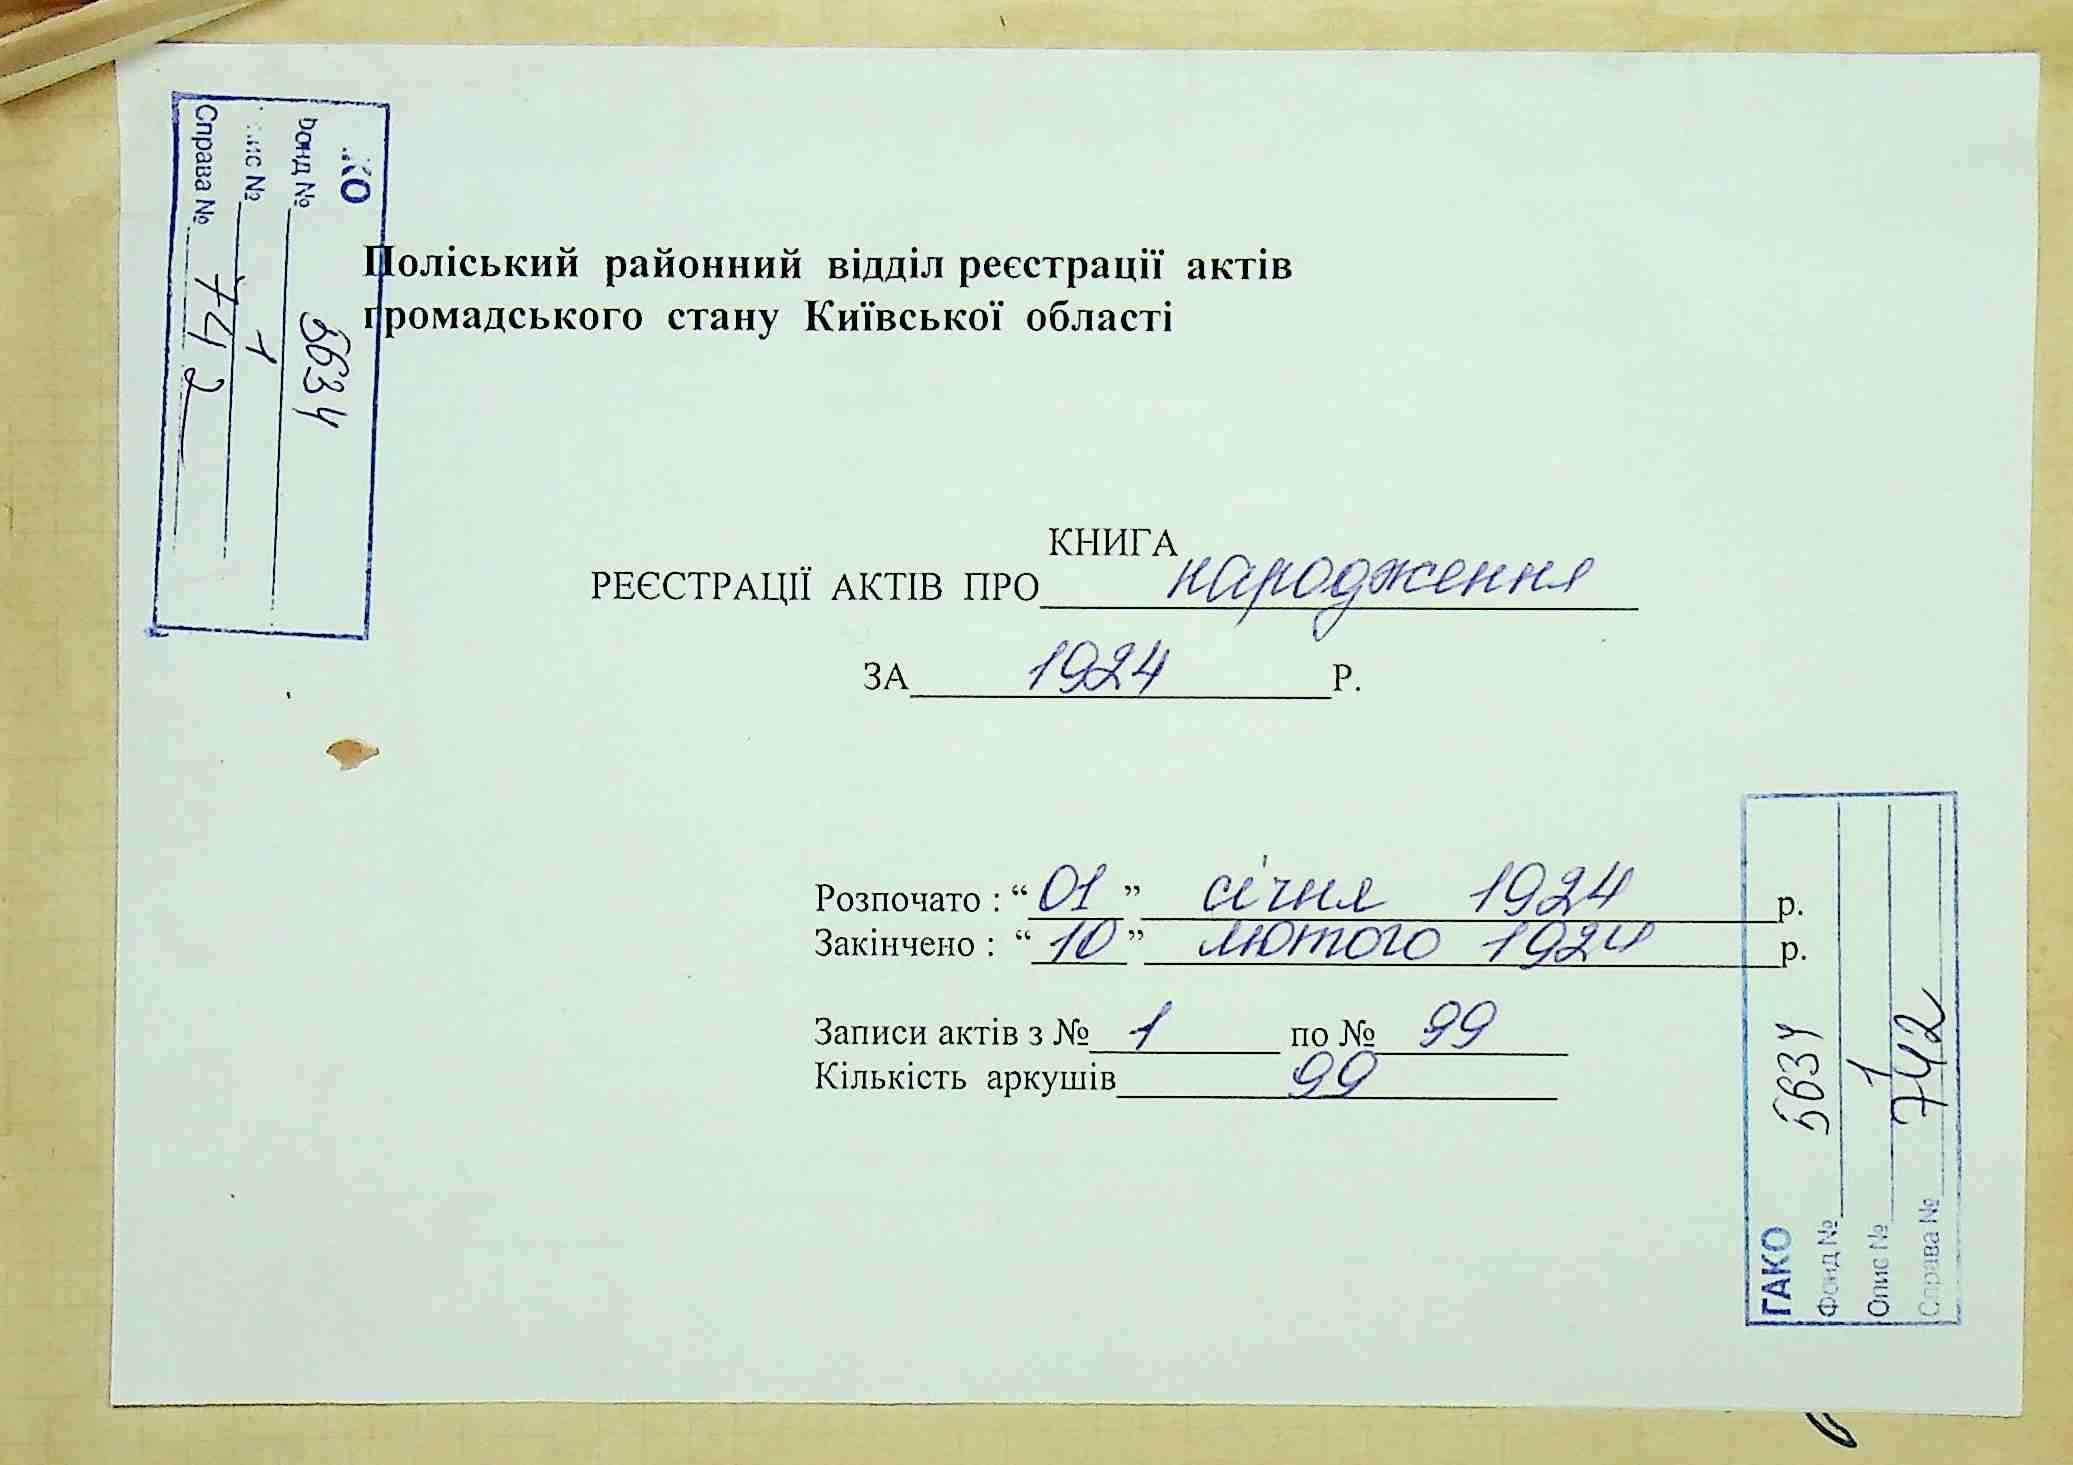 КО
Фонд № 5634
Опис № 1
Справа № 742
Поліський районний відділ реєстрації актів
громадського стану Київської області
КНИГА
РЕЄСТРАЦІЇ АКТІВ ПРО народження
ЗА 1924 Р.
Розпочато : “ 01 ” січня 1924 р.
Закінчено : “ 10 ” лютого 1924 р.
Записи актів з № 1 по № 99
Кількість аркушів 99
ГАКО
Фонд № 5634
Опис № 1
Справа № 742